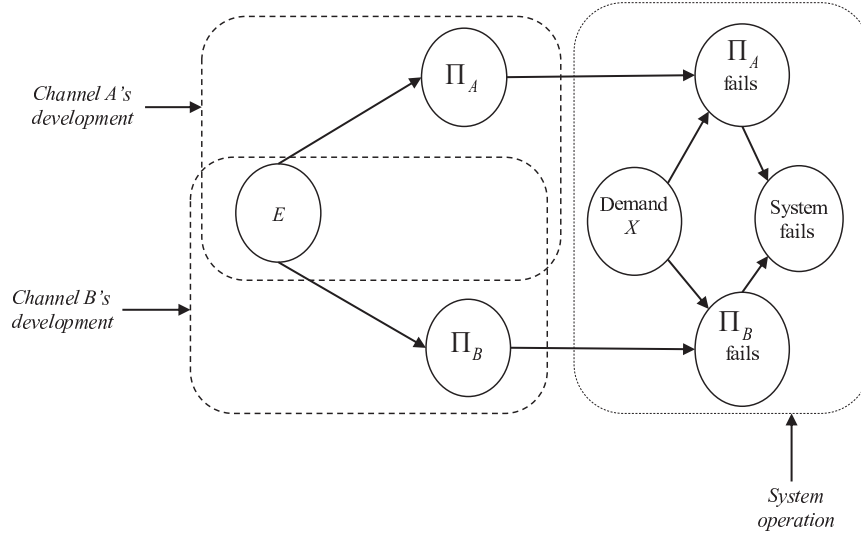 Channel A's
development
Π_A
Π_A
fails
E
Demand
X
System
fails
Channel B's
development
Π_B
Π_B
fails
System
operation